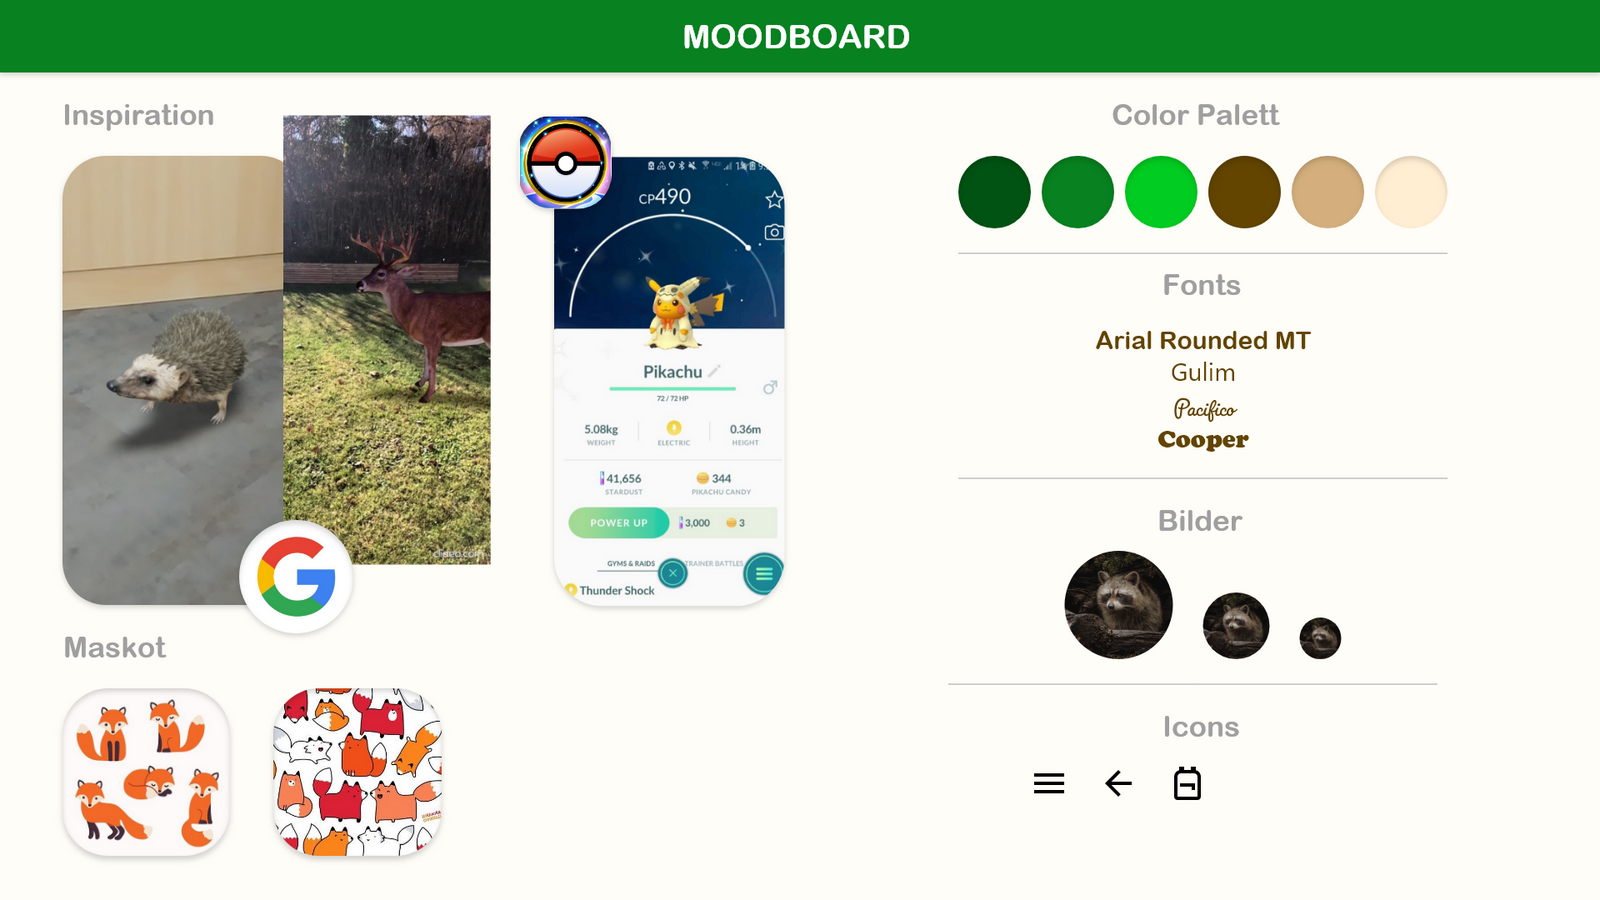 MOODBOARD
Inspiration
CP490
Pikachu
72 / 72 HP
5.08kg
WEIGHT
ELECTRIC
0.36m
HEIGHT
41,656
STARDUST
344
PIKACHU CANDY
POWER UP
3,000
3
GYMS & RAIDS
TRAINER BATTLES
Thunder Shock
Maskot
Color Palett
Fonts
Arial Rounded MT
Gulim
Pacifico
Cooper
Bilder
Icons